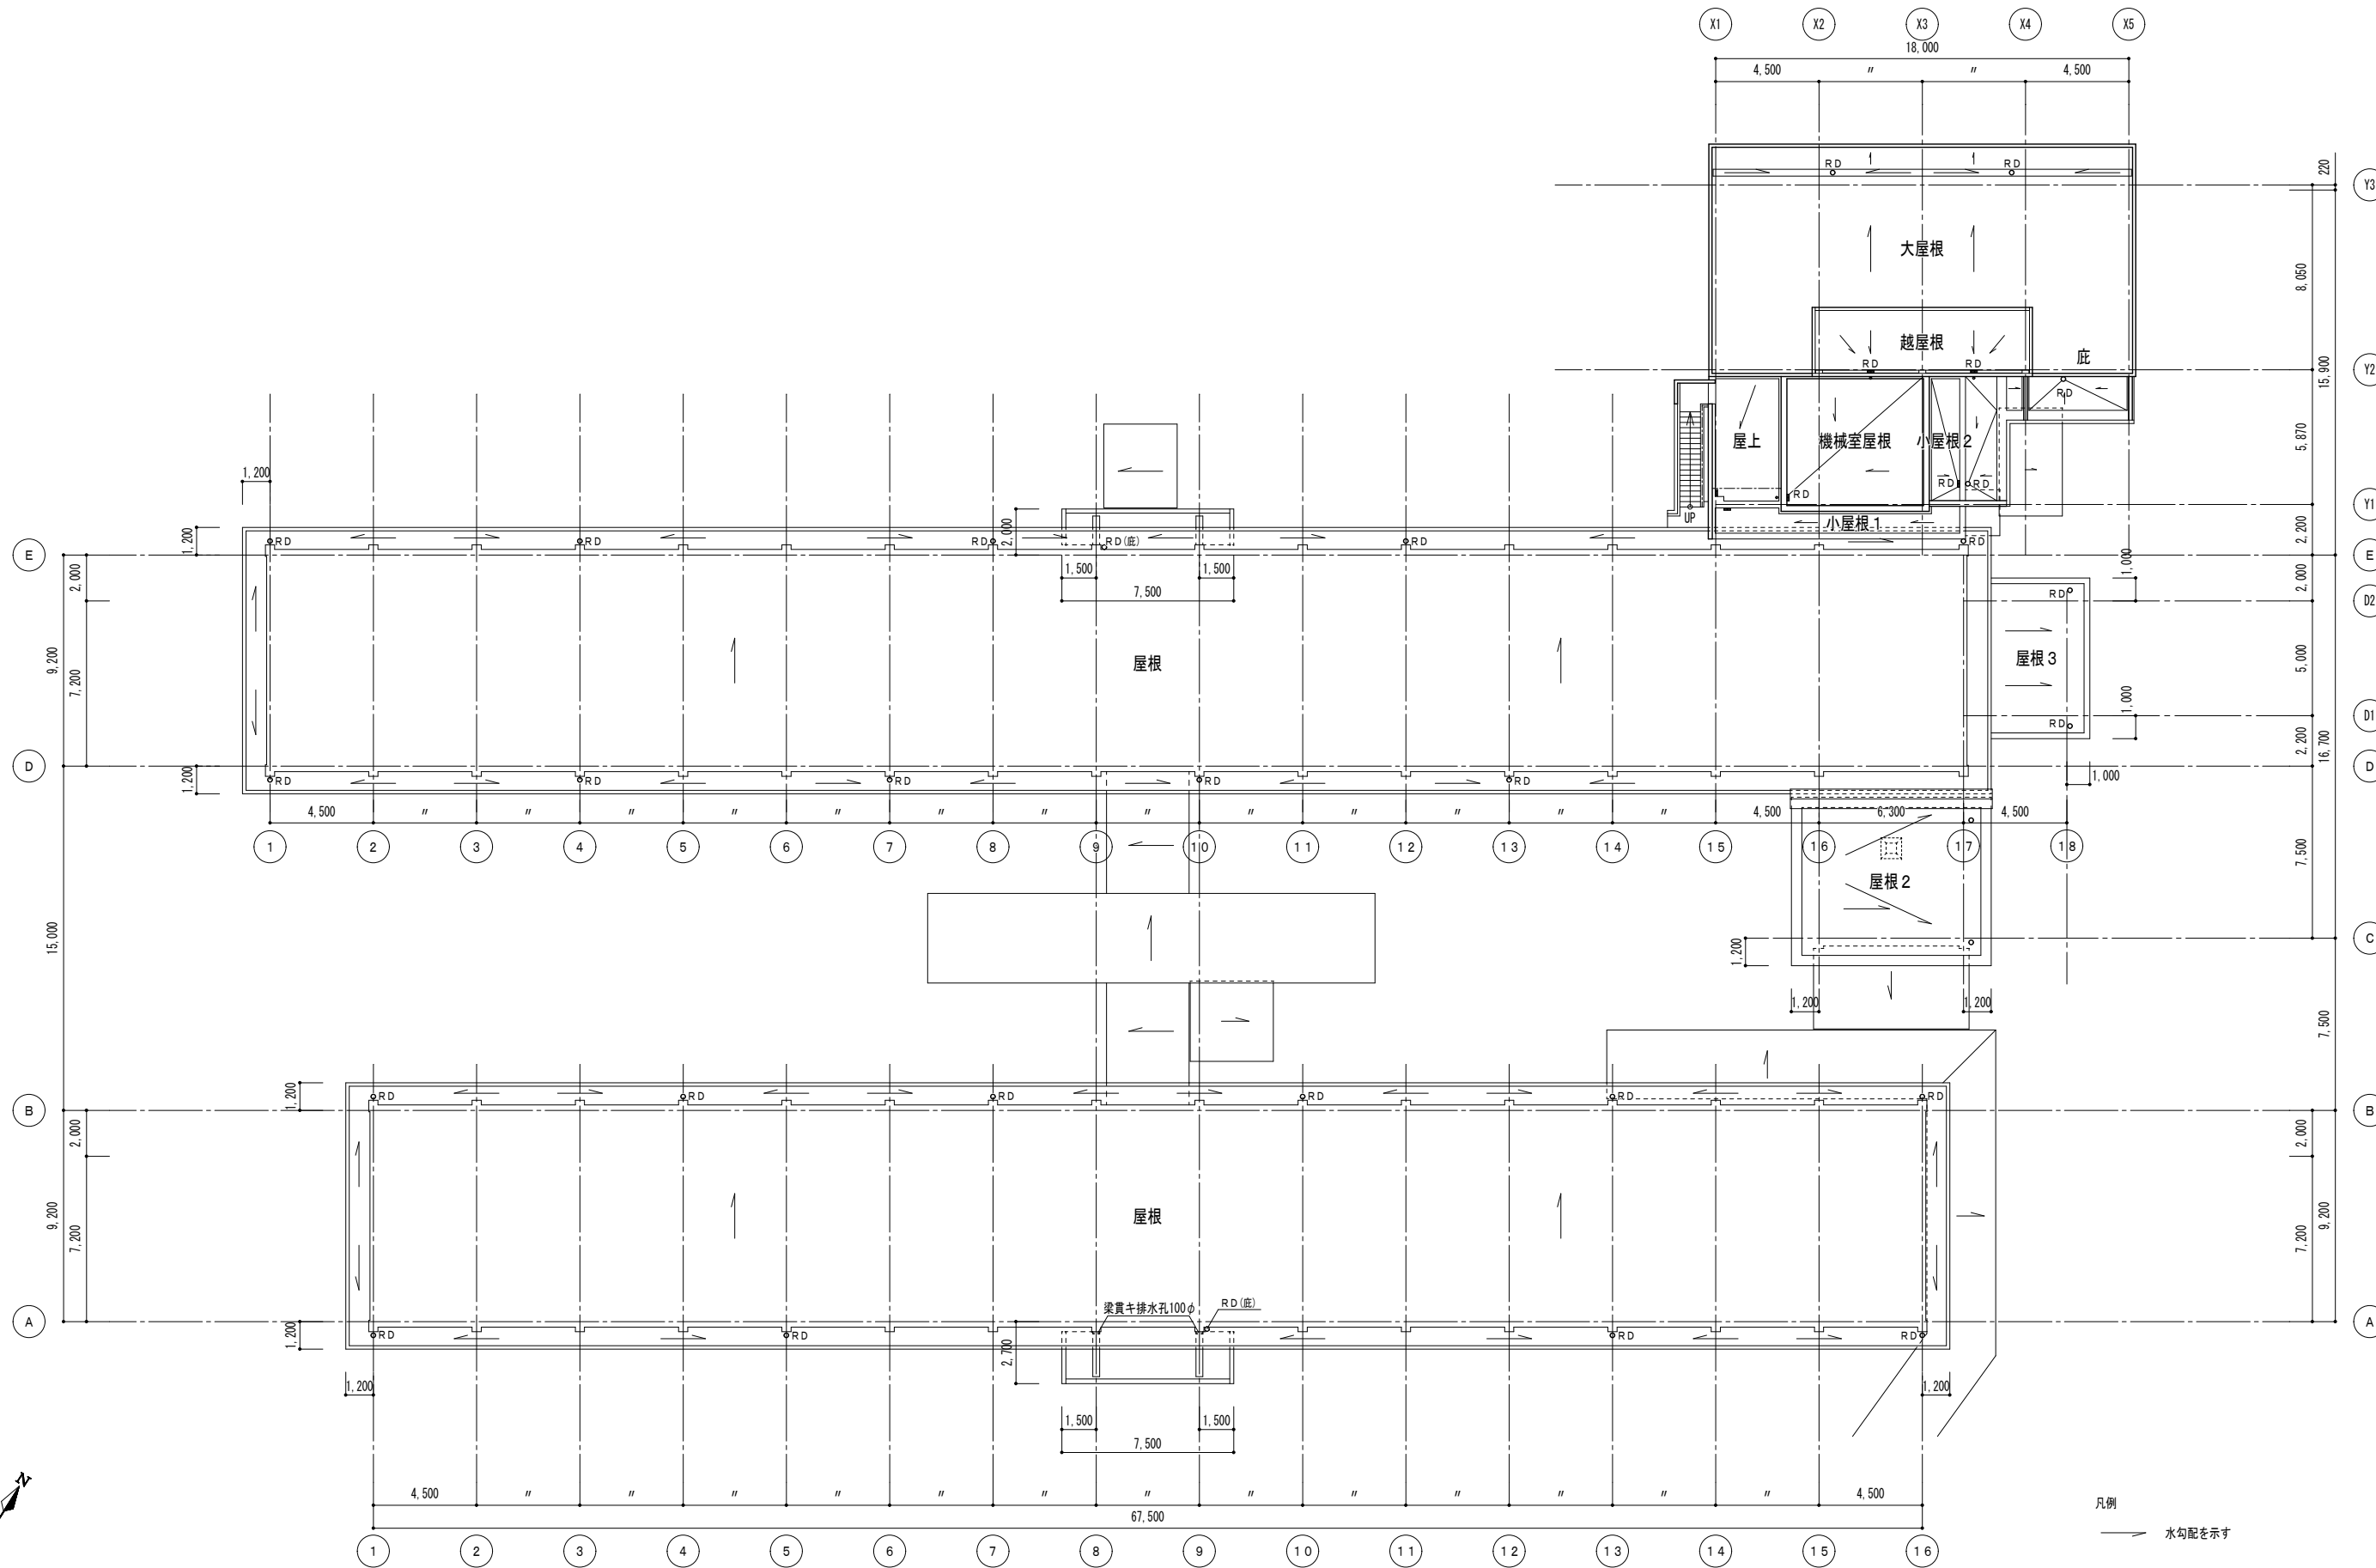 X1 X2 X3 X4 X5
18,000
4,500 〃 〃 4,500
RD RD
220
Y3
大屋根
8,050
越屋根
庇
RD RD
15,900
Y2
RD
屋上 機械室屋根 小屋根2
5,870
1,200
RD RD RD
Y1
UP 小屋根1
2,000
2,200
1,200
RD RD RD RD(庇) RD RD
E E
1,500 1,500
1,000
2,000
2,000
7,500
RD
D2
9,200
7,200
屋根
屋根3
5,000
1,000
RD
D1
2,200
16,700
D D
1,200
RD RD RD RD RD
1,000
4,500 〃 〃 〃 〃 〃 〃 〃 〃 〃 〃 〃 〃 〃 4,500 6,300 4,500
1 2 3 4 5 6 7 8 9 10 11 12 13 14 15 16 17 18
7,500
屋根2
15,000
1,200
C
1,200 1,200
7,500
1,200
RD RD RD RD RD RD
B B
2,000
2,000
9,200
7,200
屋根
7,200
9,200
梁貫キ排水孔100φ RD(庇)
A A
1,200
RD RD RD RD
2,700
1,200 1,200
1,500 1,500
7,500
N
4,500 〃 〃 〃 〃 〃 〃 〃 〃 〃 〃 〃 〃 〃 4,500
67,500
1 2 3 4 5 6 7 8 9 10 11 12 13 14 15 16
凡例
水勾配を示す